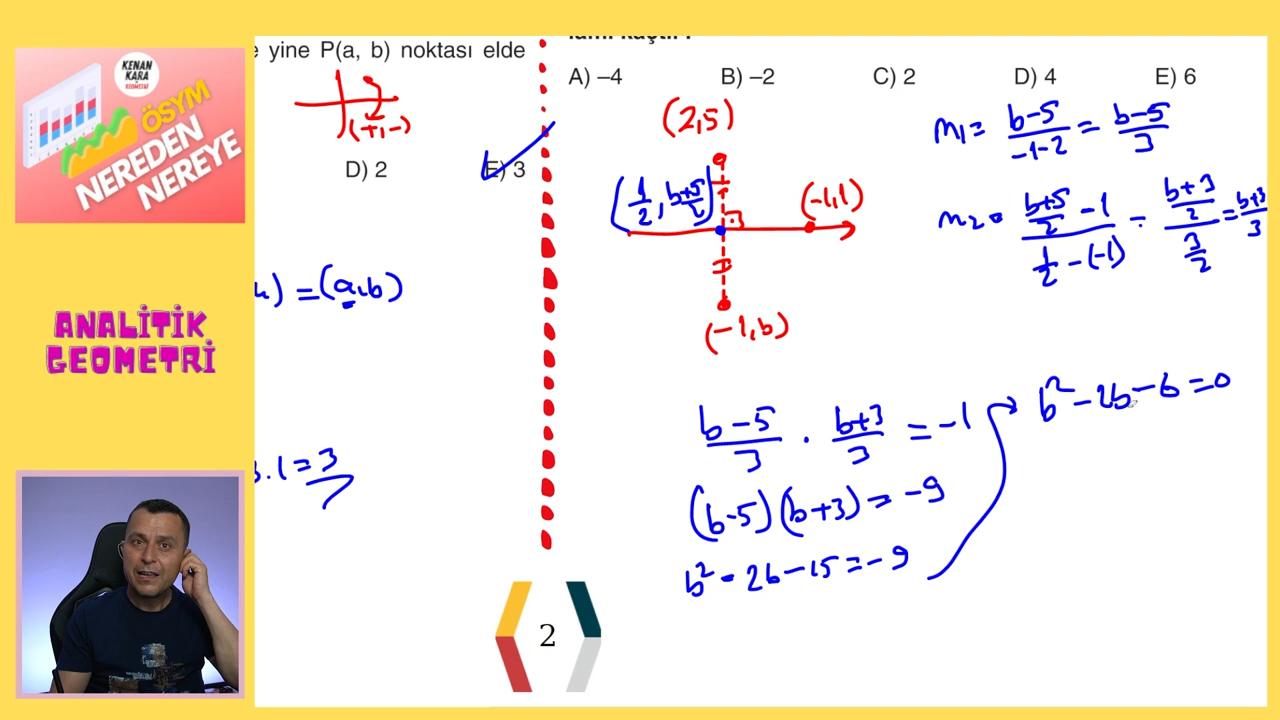 KENAN
KARA
GEOMETRİ
ÖSYM
NEREDEN
NEREYE
ANALİTİK
GEOMETRİ
yine P(a, b) noktası elde
(+,-)
D) 2
E) 3
) = (a,b)
.1 = 3
A) –4
B) –2
C) 2
D) 4
E) 6
(2,5)
(1/2, b+5/2)
(-1,1)
(-1,b)
m1 = b-5/-1-2 = b-5/3
m2 = (b+5/2 - 1)/(1/2 - (-1)) = (b+3/2)/(3/2) = b+3/3
b-5/3 . b+3/3 = -1
(b-5)(b+3) = -9
b² - 2b - 15 = -9
b² - 2b - 6 = 0
2